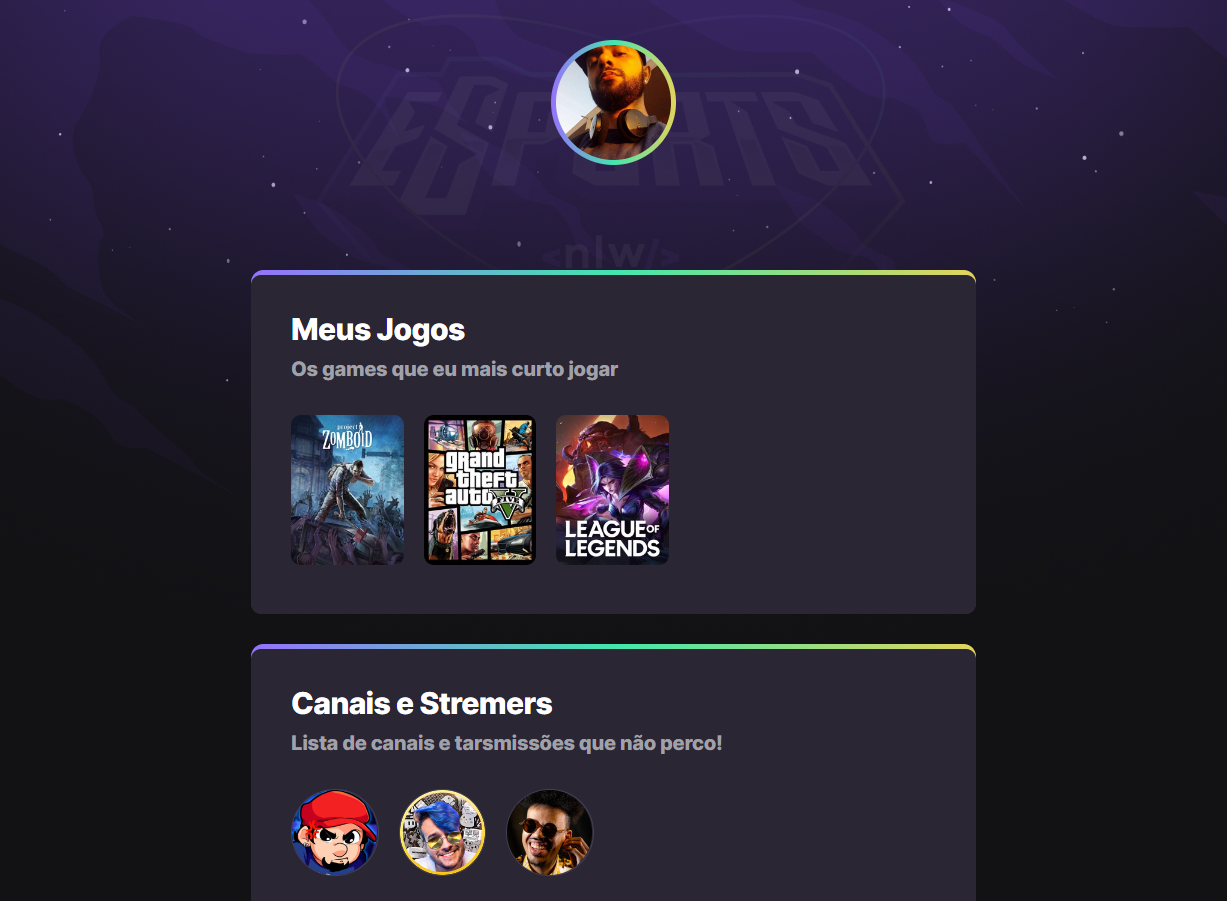 ESPORTS
<nlw/>
Meus Jogos
Os games que eu mais curto jogar
project
ZOMBOID
grand
theft
auto
V
FIVE
LEAGUE OF
LEGENDS
Canais e Stremers
Lista de canais e tarsmissões que não perco!